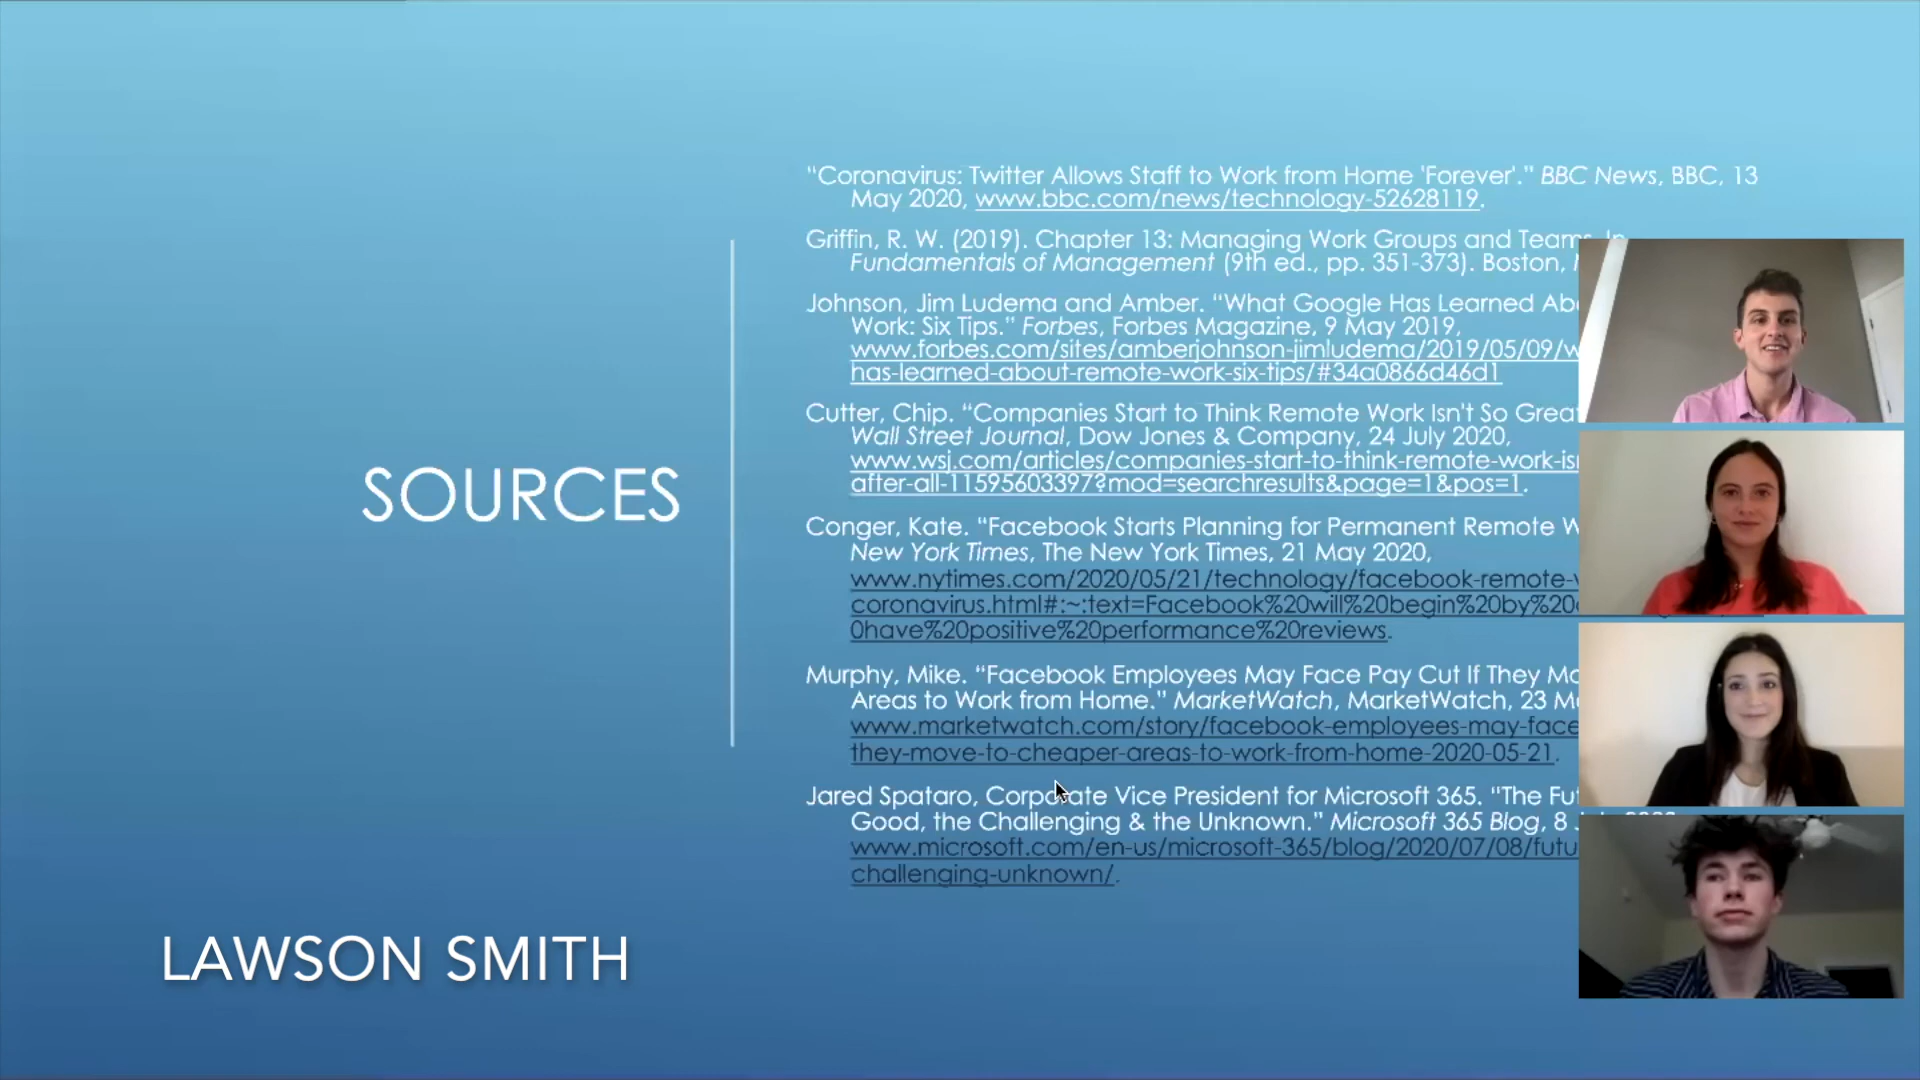 "Coronavirus: Twitter Allows Staff to Work from Home 'Forever'." BBC News, BBC, 13
May 2020, www.bbc.com/news/technology-52628119.
Griffin, R. W. (2019). Chapter 13: Managing Work Groups and Teams. In
Fundamentals of Management (9th ed., pp. 351-373). Boston,
Johnson, Jim Ludema and Amber. "What Google Has Learned
Work: Six Tips." Forbes, Forbes Magazine, 9 May 2019,
www.forbes.com/sites/amberjohnson-jimludema/2019/05/09/
has-learned-about-remote-work-six-tips/#34a0866d46d1
Cutter, Chip. "Companies Start to Think Remote Work Isn't So
Wall Street Journal, Dow Jones & Company, 24 July 2020,
www.wsj.com/articles/companies-start-to-think-remote-work-
after-all-11595603397?mod=searchresults&page=1&pos=1.
SOURCES
Conger, Kate. "Facebook Starts Planning for Permanent Remote
New York Times, The New York Times, 21 May 2020,
www.nytimes.com/2020/05/21/technology/facebook-remote-
coronavirus.html#:~:text=Facebook%20will%20begin%20by%20
0have%20positive%20performance%20reviews.
Murphy, Mike. "Facebook Employees May Face Pay Cut If They
Areas to Work from Home." MarketWatch, MarketWatch, 23
www.marketwatch.com/story/facebook-employees-may-face
they-move-to-cheaper-areas-to-work-from-home-2020-05-21.
Jared Spataro, Corporate Vice President for Microsoft 365. "The
Good, the Challenging & the Unknown." Microsoft 365 Blog, 8
www.microsoft.com/en-us/microsoft-365/blog/2020/07/08/
challenging-unknown/.
LAWSON SMITH